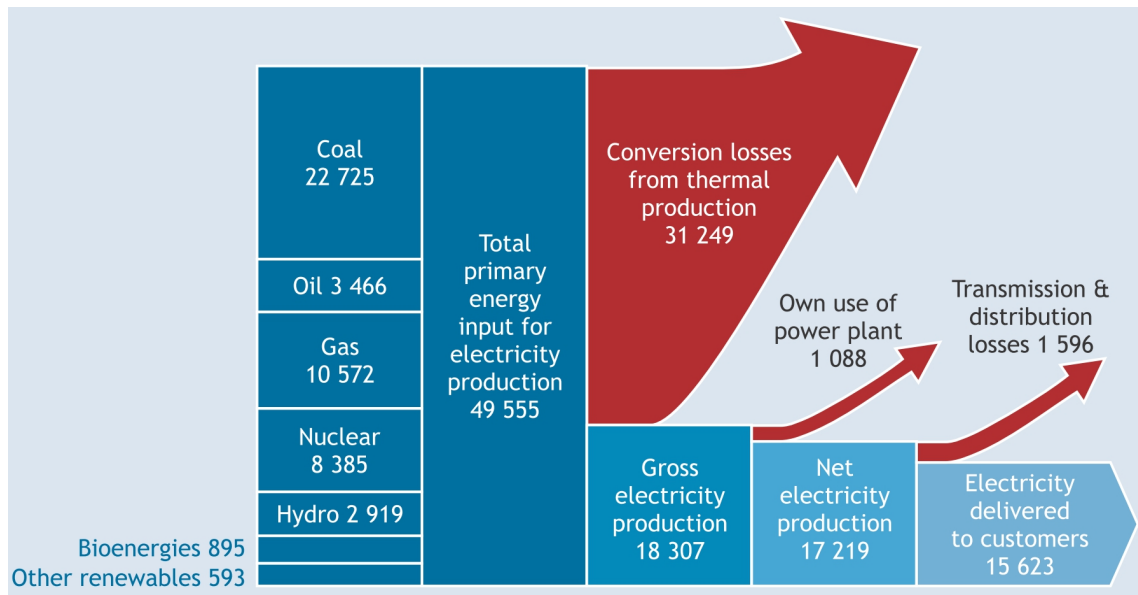 Coal
22 725
Oil 3 466
Gas
10 572
Nuclear
8 385
Hydro 2 919
Bioenergies 895
Other renewables 593
Total
primary
energy
input for
electricity
production
49 555
Conversion losses
from thermal
production
31 249
Own use of
power plant
1 088
Transmission &
distribution
losses 1 596
Gross
electricity
production
18 307
Net
electricity
production
17 219
Electricity
delivered
to customers
15 623